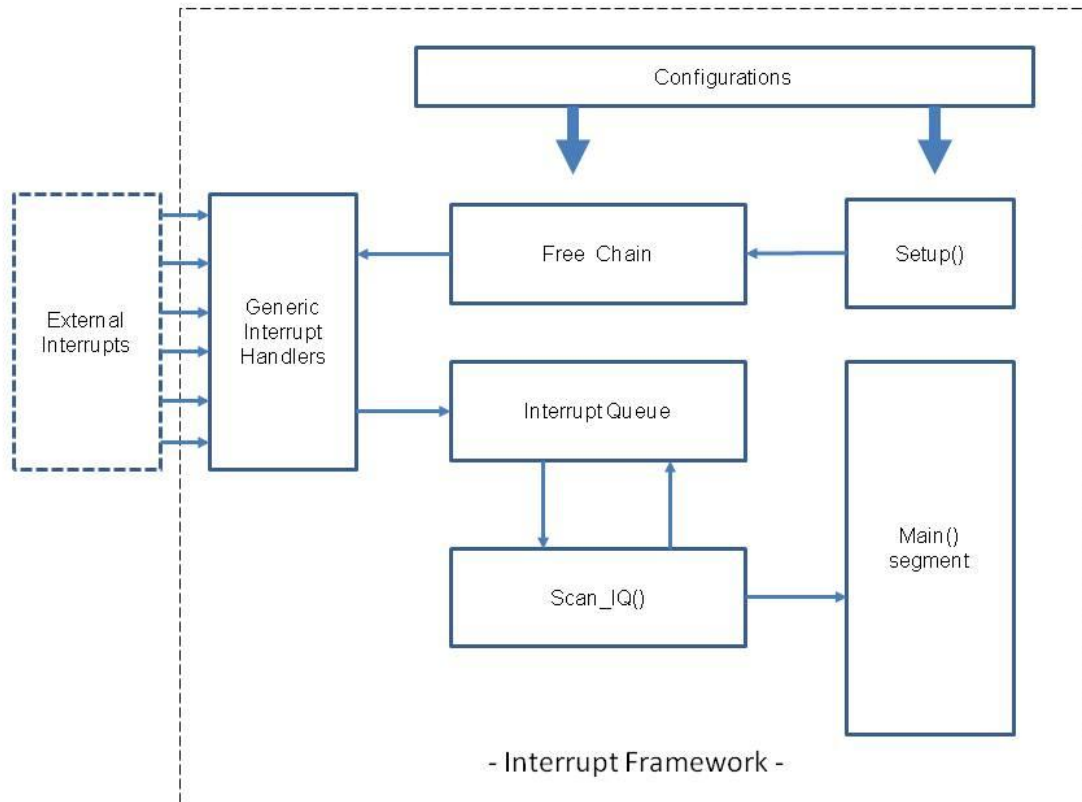 Configurations
Free Chain
Setup()
External
Interrupts
Generic
Interrupt
Handlers
Interrupt Queue
Main()
segment
Scan_IQ()
- Interrupt Framework -